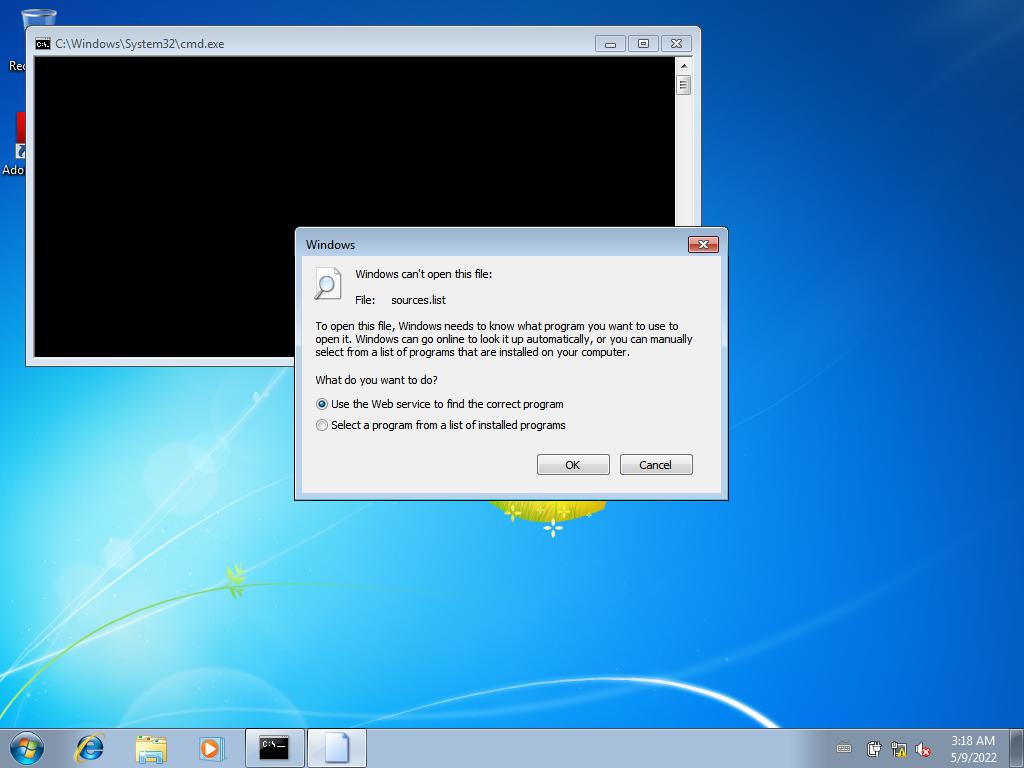 C:\Windows\System32\cmd.exe
Rec
Ado
Windows
Windows can't open this file:
File: sources.list
To open this file, Windows needs to know what program you want to use to
open it. Windows can go online to look it up automatically, or you can manually
select from a list of programs that are installed on your computer.
What do you want to do?
Use the Web service to find the correct program
Select a program from a list of installed programs
OK Cancel
3:18 AM
5/9/2022